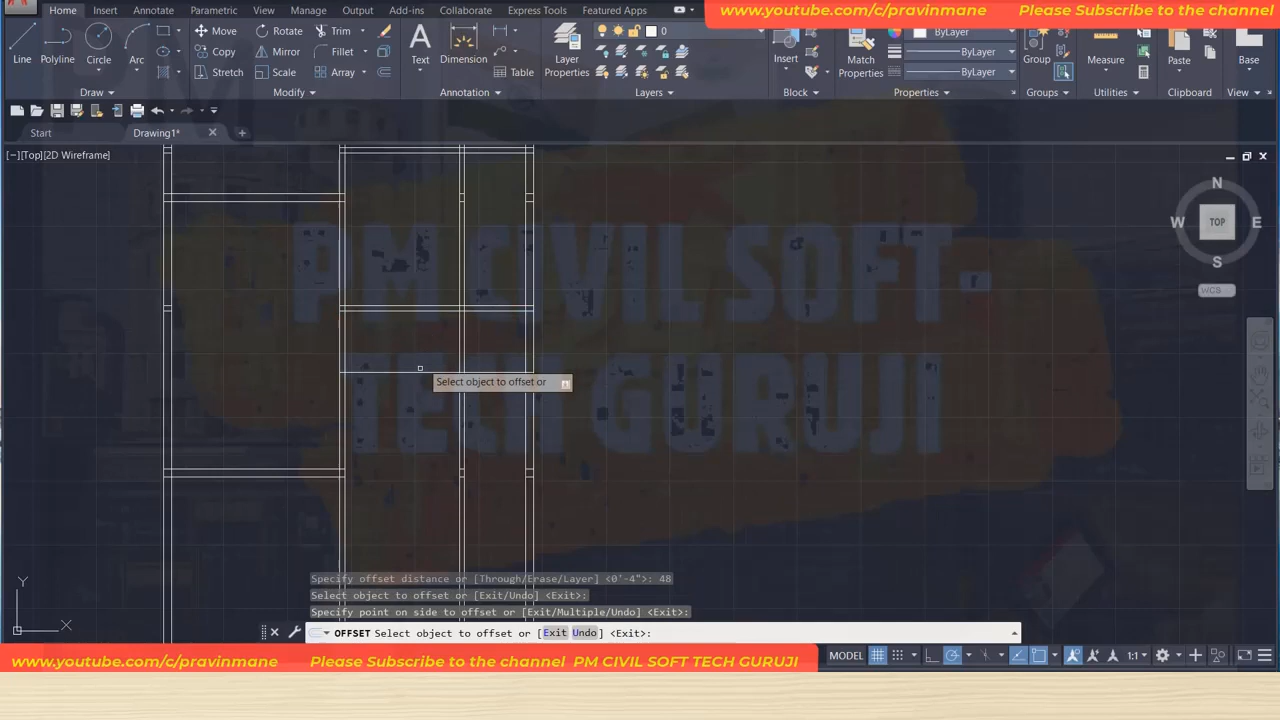 www.youtube.com/c/pravinmane Please Subscribe to the channel
Home Insert Annotate Parametric View Manage Output Add-ins Collaborate Express Tools Featured Apps
Line Polyline Circle Arc
Move Rotate Trim
Copy Mirror Fillet
Stretch Scale Array
Text Dimension Table
Layer Properties
0
Insert
Match Properties
ByLayer
ByLayer
ByLayer
Group Measure Paste Base
Draw Modify Annotation Layers Block Properties Groups Utilities Clipboard View
Start Drawing1* +
[−][Top][2D Wireframe]
N
W TOP E
S
WCS
PM CIVIL SOFT
TECH GURUJI
Select object to offset or
Specify offset distance or [Through/Erase/Layer] <0'-4">: 48
Select object to offset or [Exit/Undo] <Exit>:
Specify point on side to offset or [Exit/Multiple/Undo] <Exit>:
OFFSET Select object to offset or [Exit Undo] <Exit>:
Y
X
www.youtube.com/c/pravinmane Please Subscribe to the channel PM CIVIL SOFT TECH GURUJI
MODEL 1:1